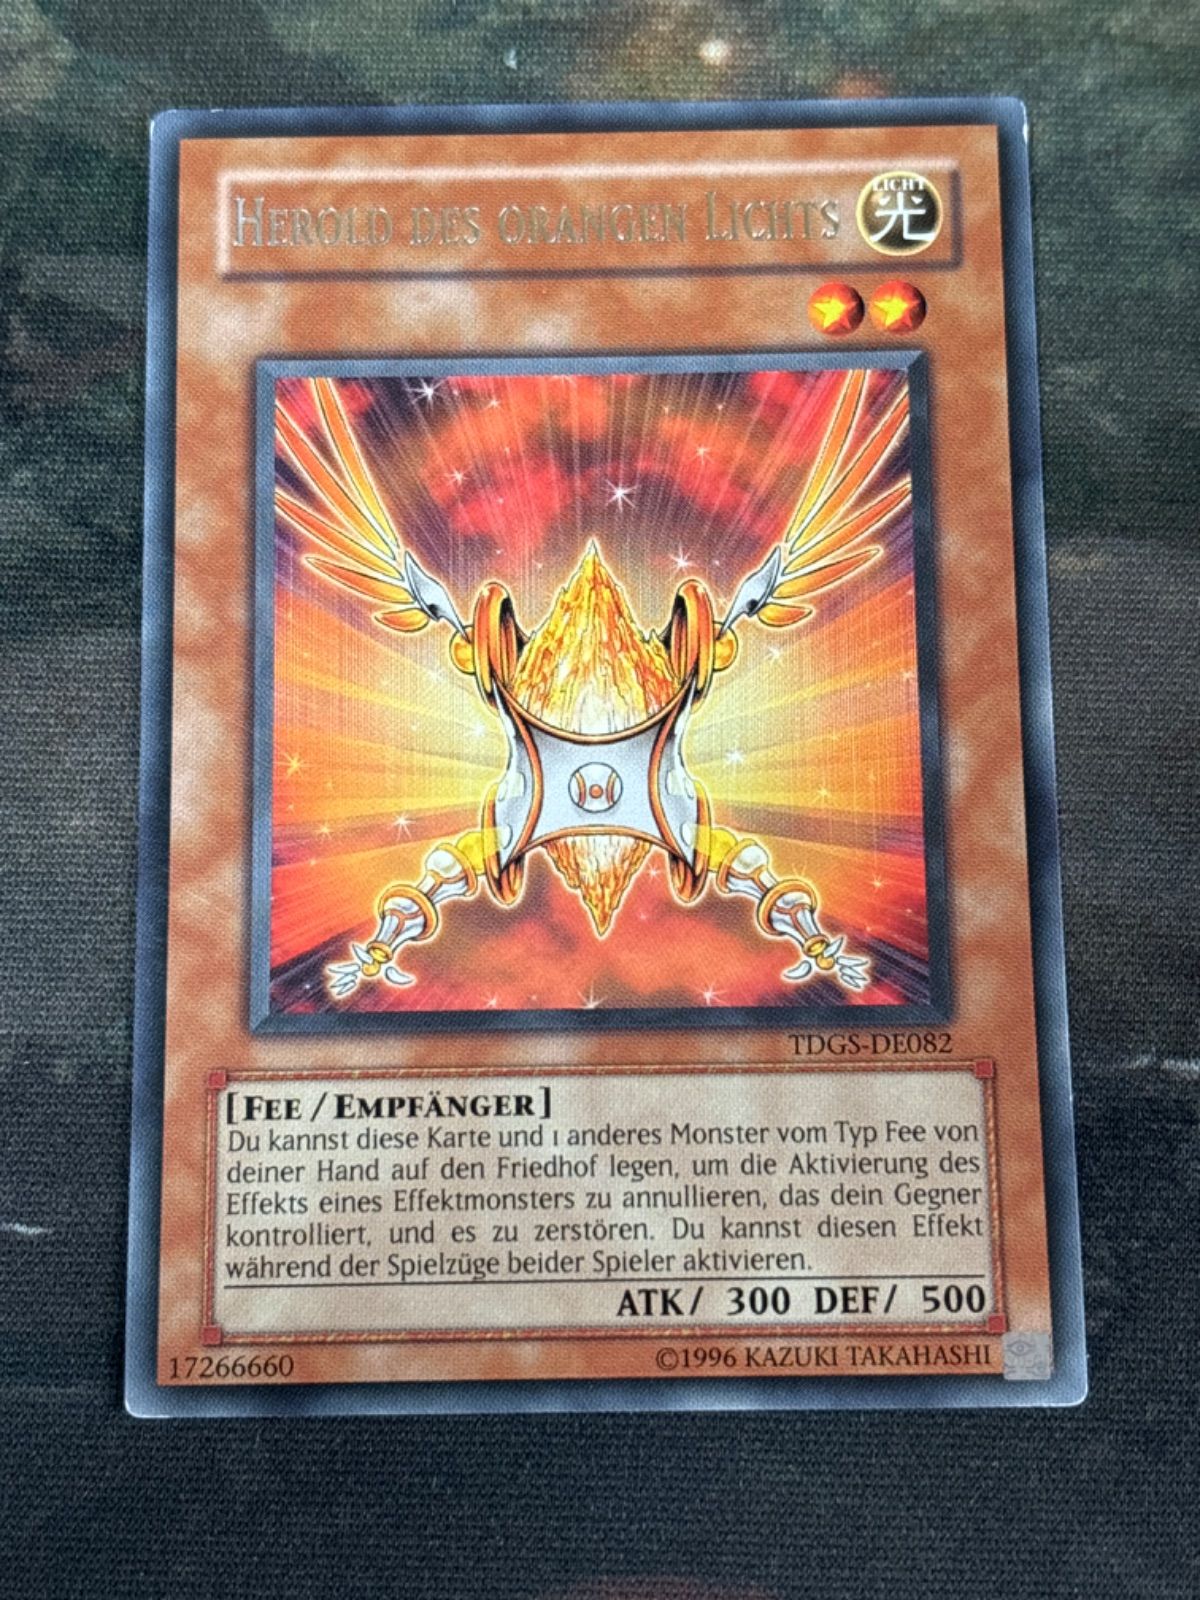 Herold des orangen Lichts
LICHT
光
TDGS-DE082
[Fee / Empfänger]
Du kannst diese Karte und 1 anderes Monster vom Typ Fee von
deiner Hand auf den Friedhof legen, um die Aktivierung des
Effekts eines Effektmonsters zu annullieren, das dein Gegner
kontrolliert, und es zu zerstören. Du kannst diesen Effekt
während der Spielzüge beider Spieler aktivieren.
ATK/ 300 DEF/ 500
17266660
©1996 KAZUKI TAKAHASHI